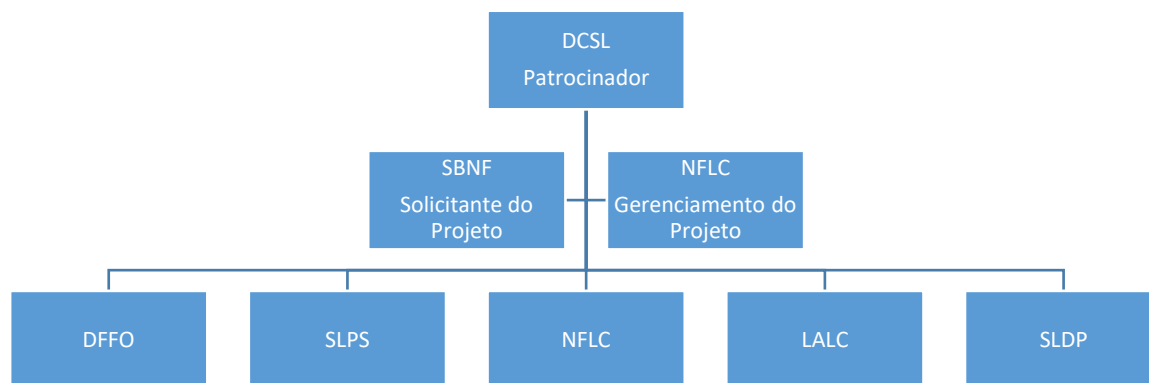 DCSL
Patrocinador
SBNF
Solicitante do
Projeto
NFLC
Gerenciamento do
Projeto
DFFO
SLPS
NFLC
LALC
SLDP